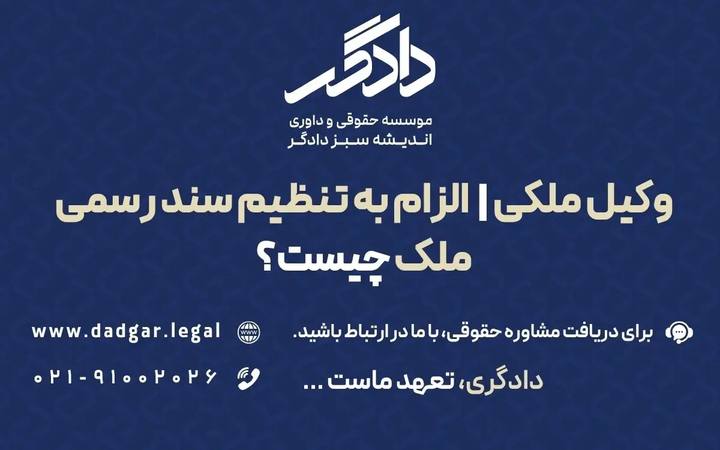 دادگر
موسسه حقوقی و داوری
اندیشه سبز دادگر
وکیل ملکی | الزام به تنظیم سند رسمی
ملک چیست؟
برای دریافت مشاوره حقوقی، با ما در ارتباط باشید.
www.dadgar.legal
دادگری، تعهد ماست ...
۰۲۱-۹۱۰۰۲۰۲۶